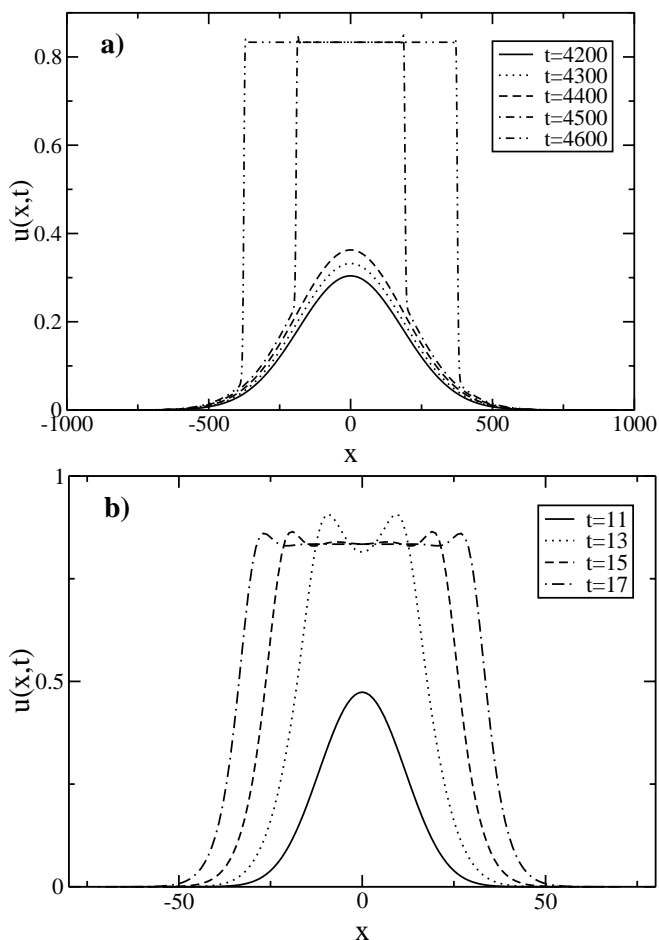 a)
u(x,t)
0.8
0.6
0.4
0.2
0
t=4200
t=4300
t=4400
t=4500
t=4600
-1000 -500 0 500 1000
x
b)
u(x,t)
1
0.5
0
t=11
t=13
t=15
t=17
-50 0 50
x